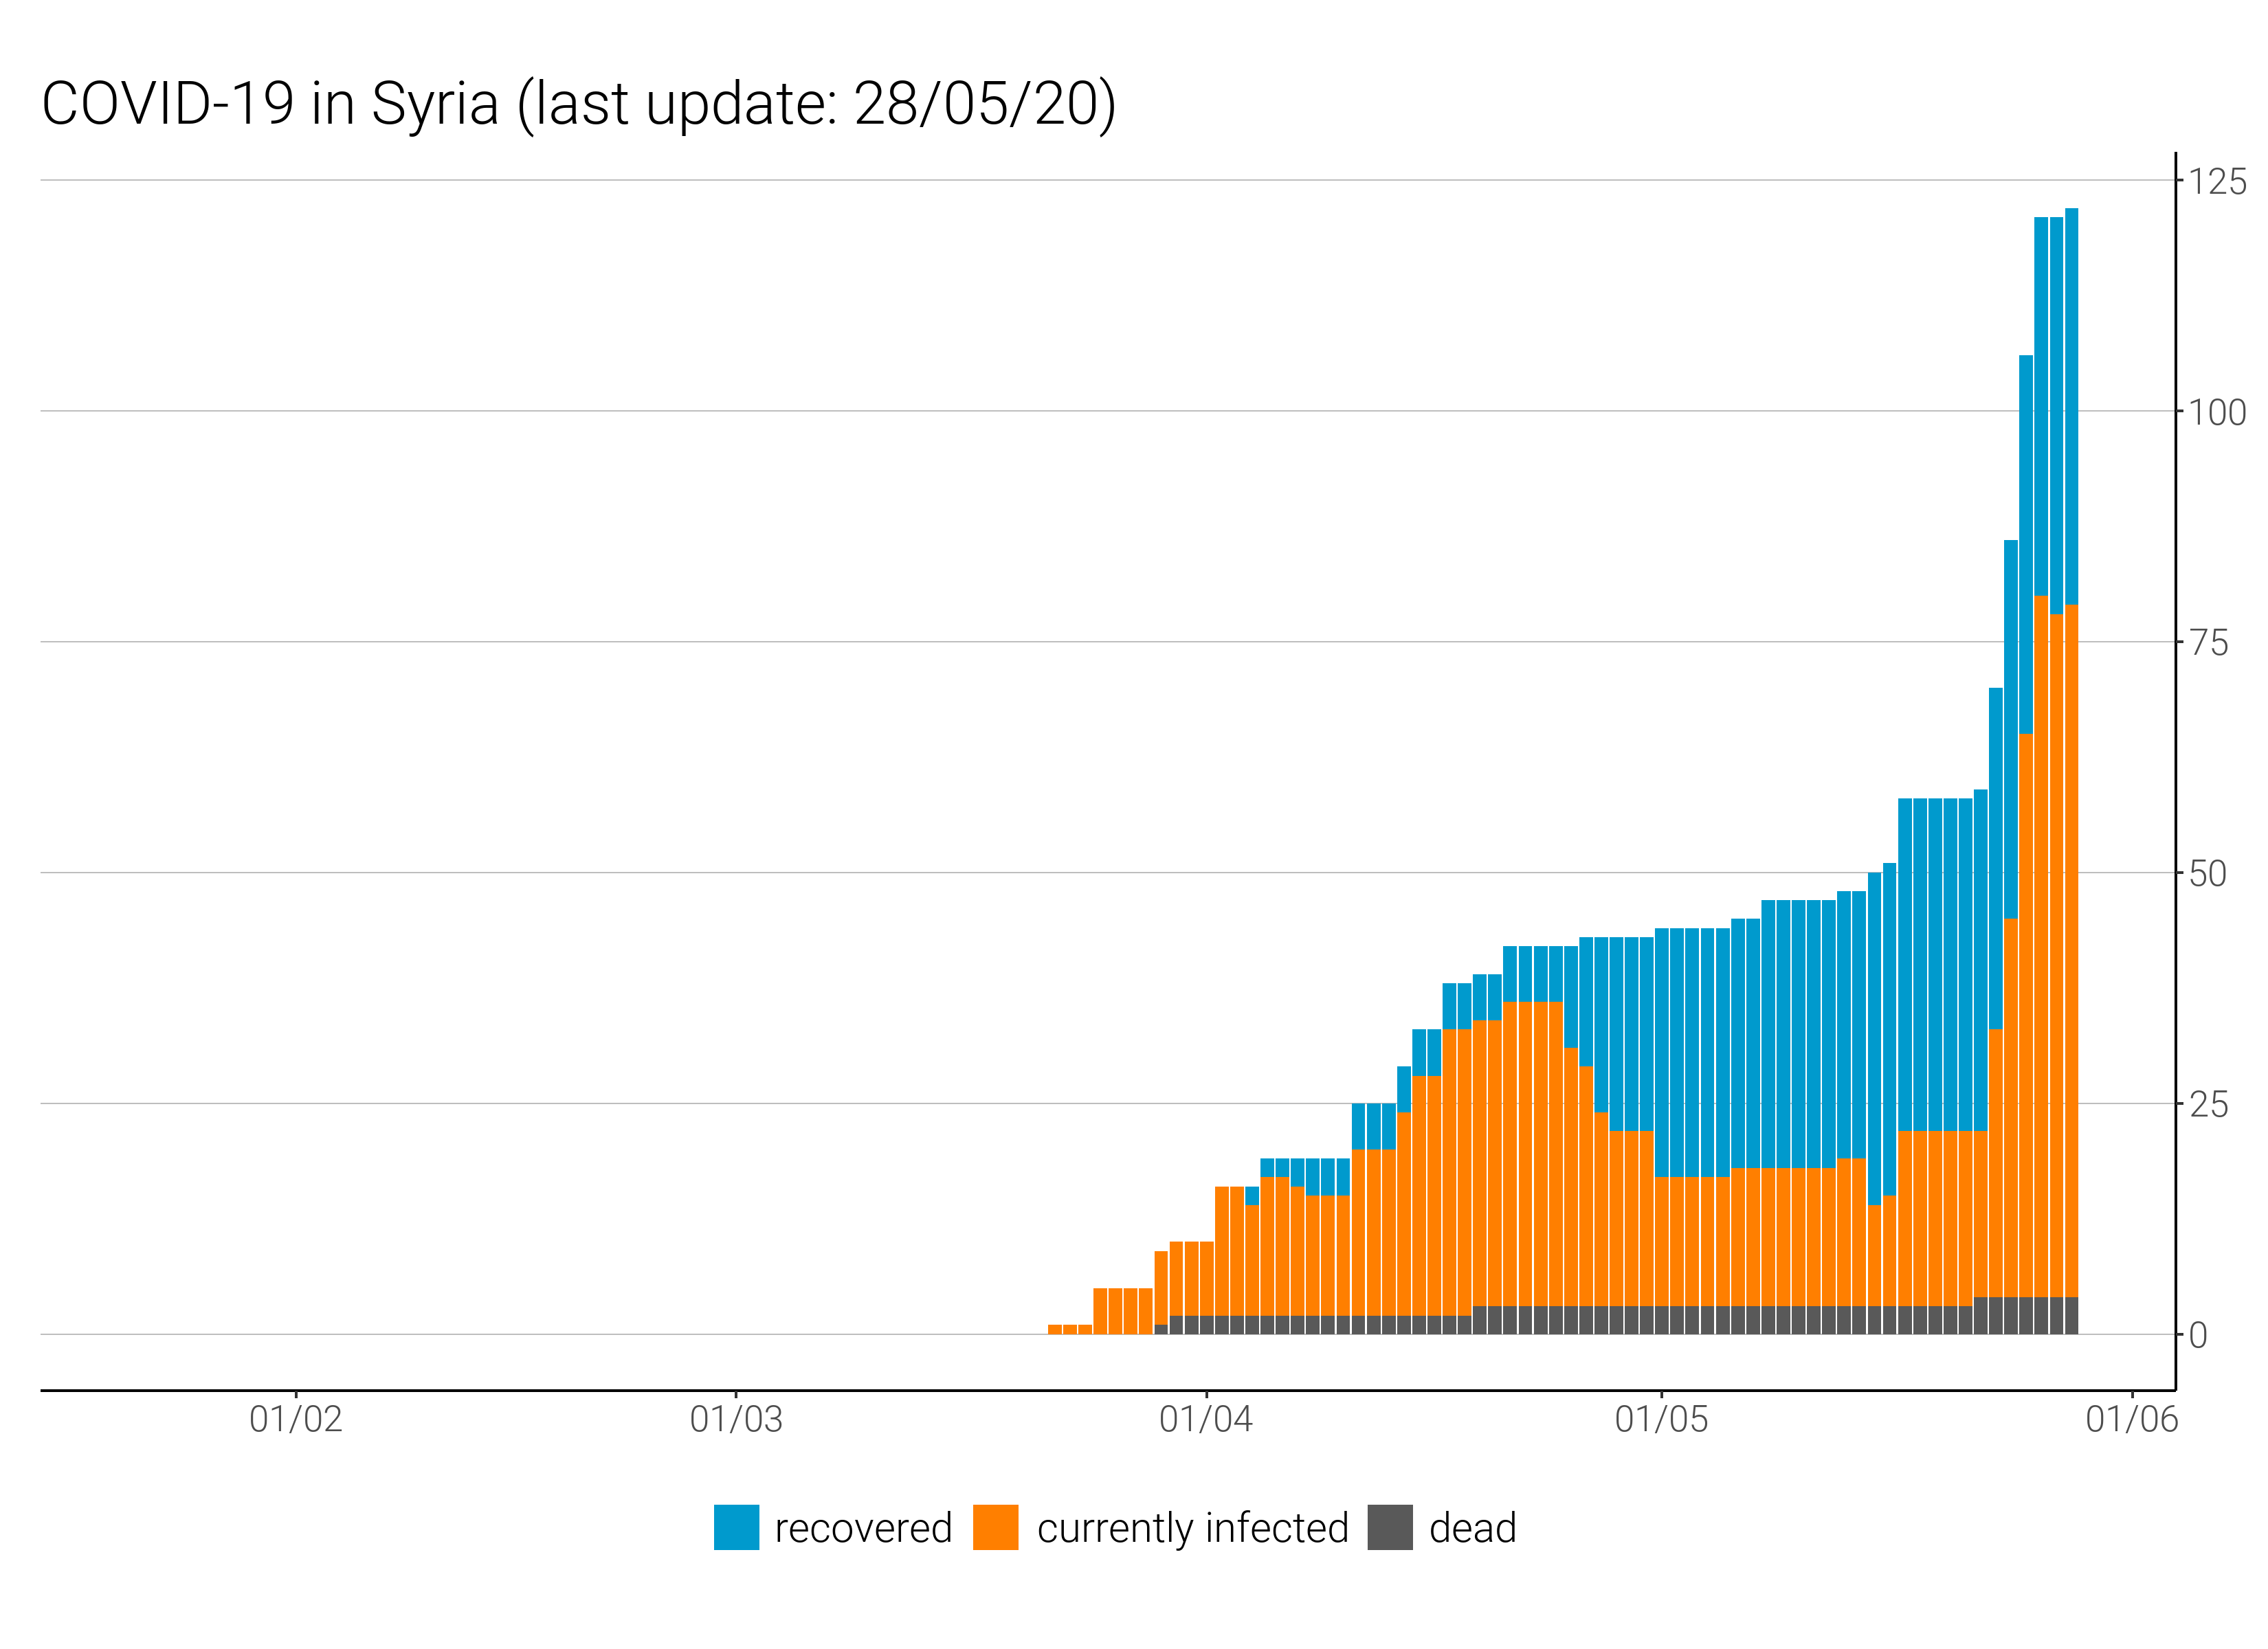 COVID-19 in Syria (last update: 28/05/20)
125
100
75
50
25
0
01/02 01/03 01/04 01/05 01/06
recovered currently infected dead